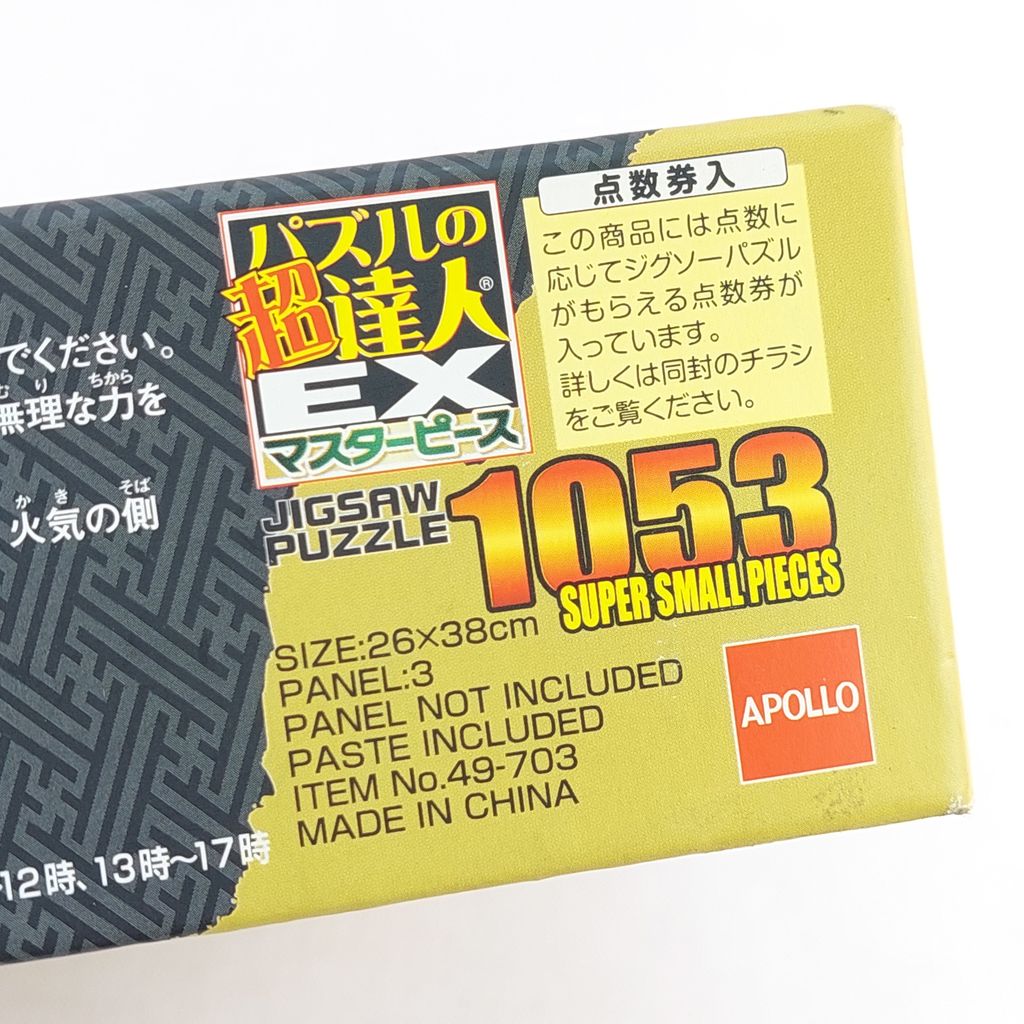 でください。
無理な力を
むり ちから
火気の側
かき そば
12時、13時～17時
パズルの
超達人®
EX
マスターピース
JIGSAW
PUZZLE
1053
SUPER SMALL PIECES
点数券入
この商品には点数に
応じてジグソーパズル
がもらえる点数券が
入っています。
詳しくは同封のチラシ
をご覧ください。
SIZE:26×38cm
PANEL:3
PANEL NOT INCLUDED
PASTE INCLUDED
ITEM No.49-703
MADE IN CHINA
APOLLO